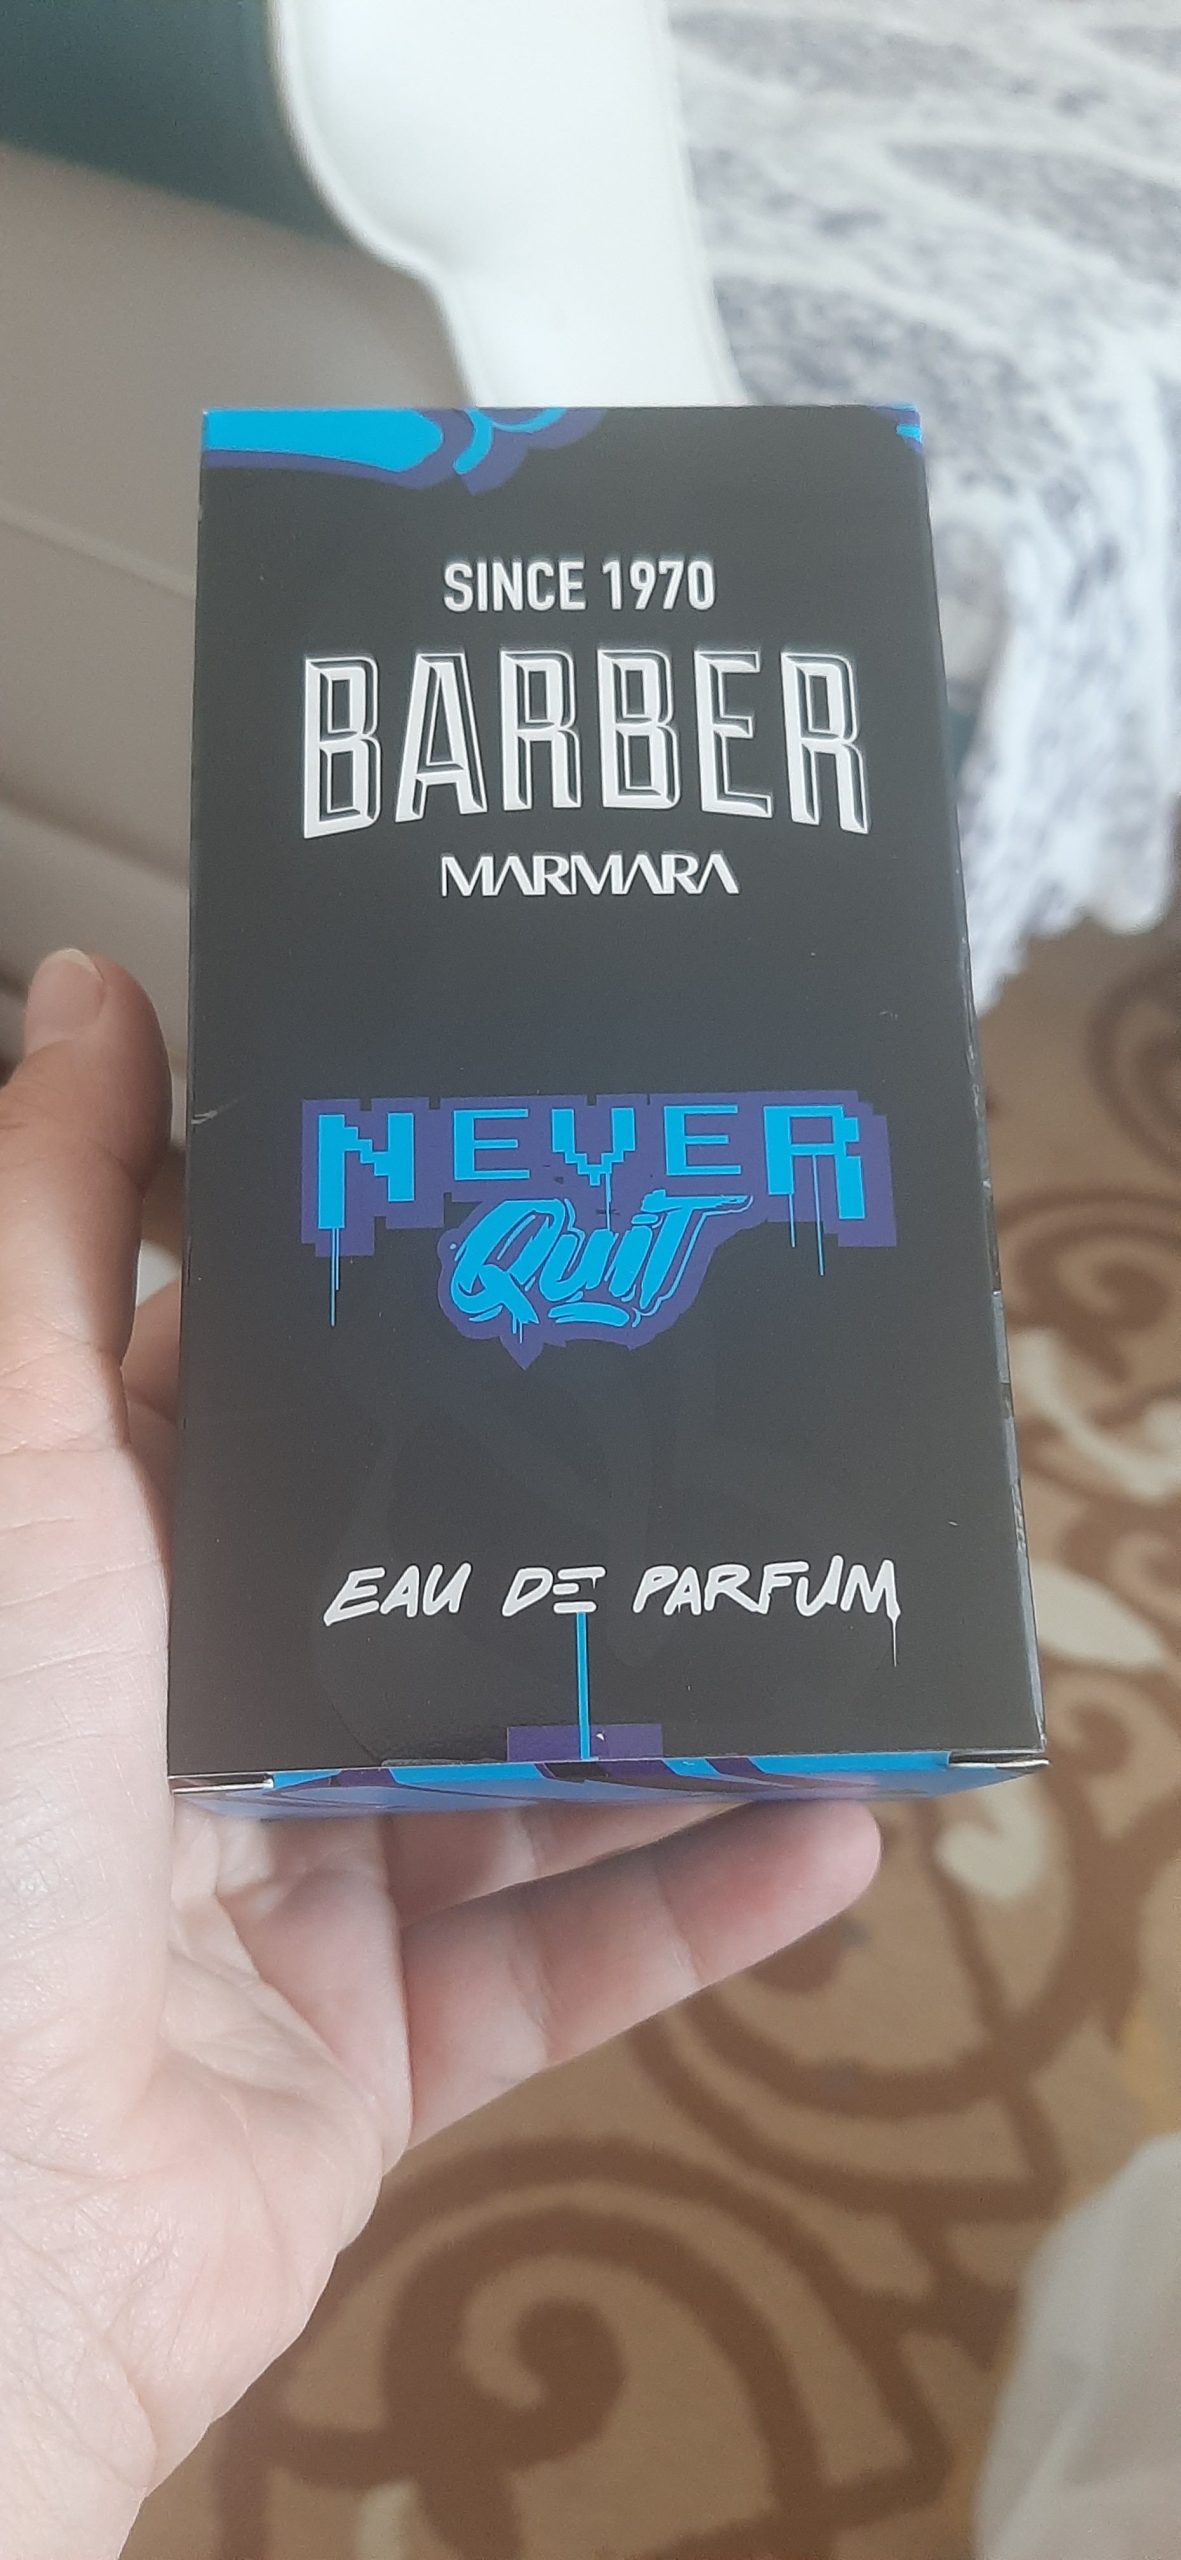 SINCE 1970
BARBER
MARMARA
NEVER
QUIT
EAU DE PARFUM